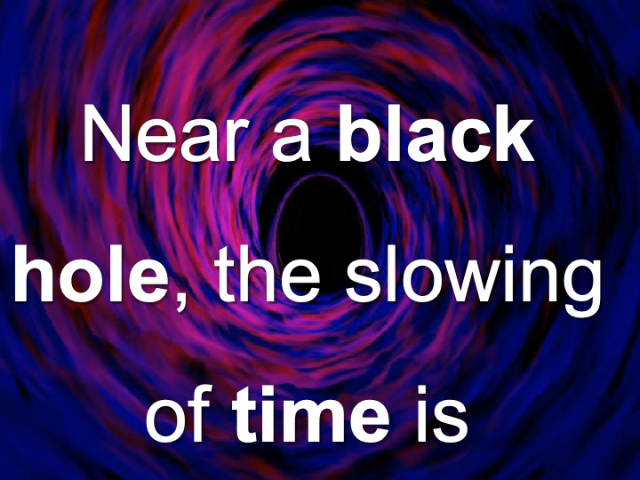 Near a black
hole, the slowing
of time is